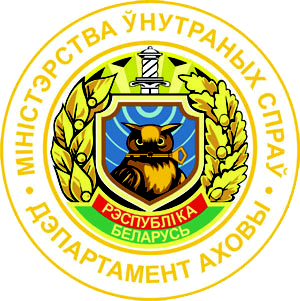 МІНІСТЭРСТВА ЎНУТРАНЫХ СПРАЎ
РЭСПУБЛІКА
БЕЛАРУСЬ
• ДЭПАРТАМЕНТ АХОВЫ •